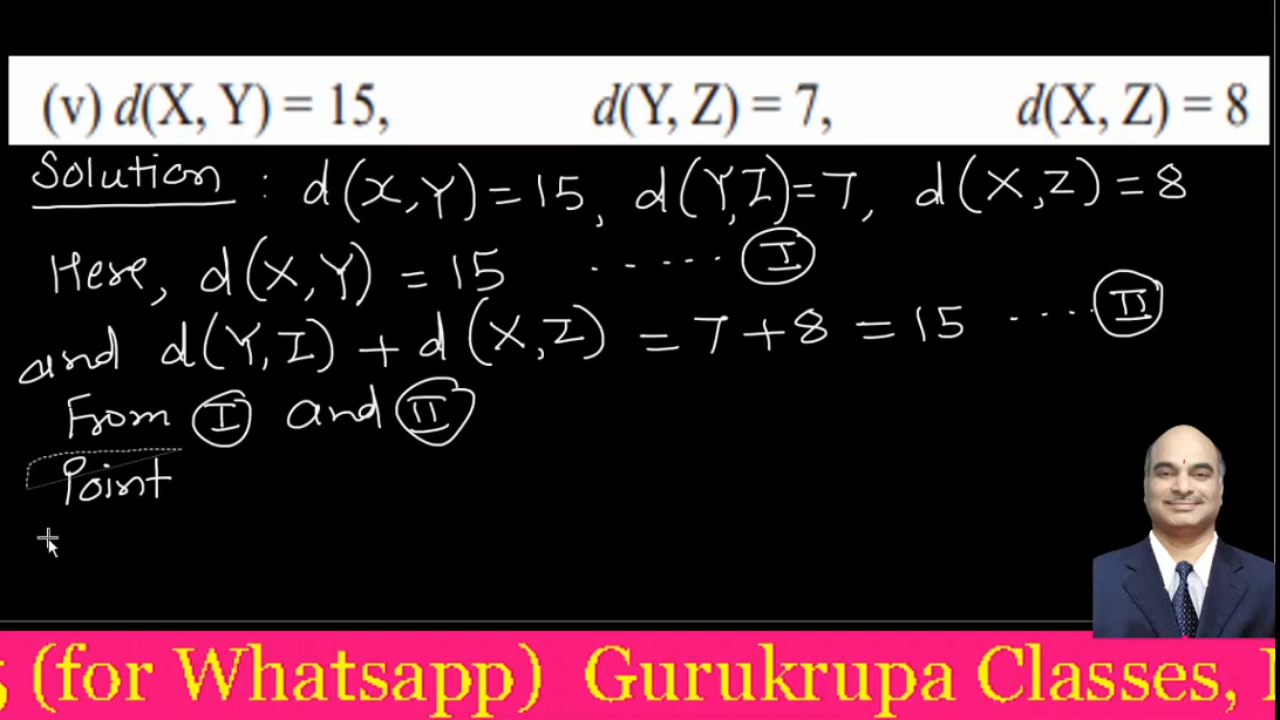 (v) d(X, Y) = 15, d(Y, Z) = 7, d(X, Z) = 8
Solution : d(X,Y)=15, d(Y,Z)=7, d(X,Z)=8
Here, d(X,Y) = 15 ...... I
and d(Y,Z) + d(X,Z) = 7+8 = 15 .... II
From I and II
Point
(for Whatsapp) Gurukrupa Classes,